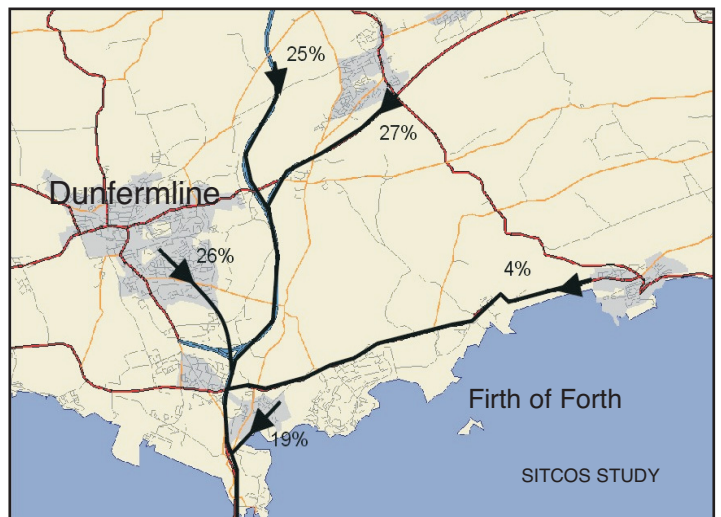 25%
27%
Dunfermline
26%
4%
Firth of Forth
19%
SITCOS STUDY